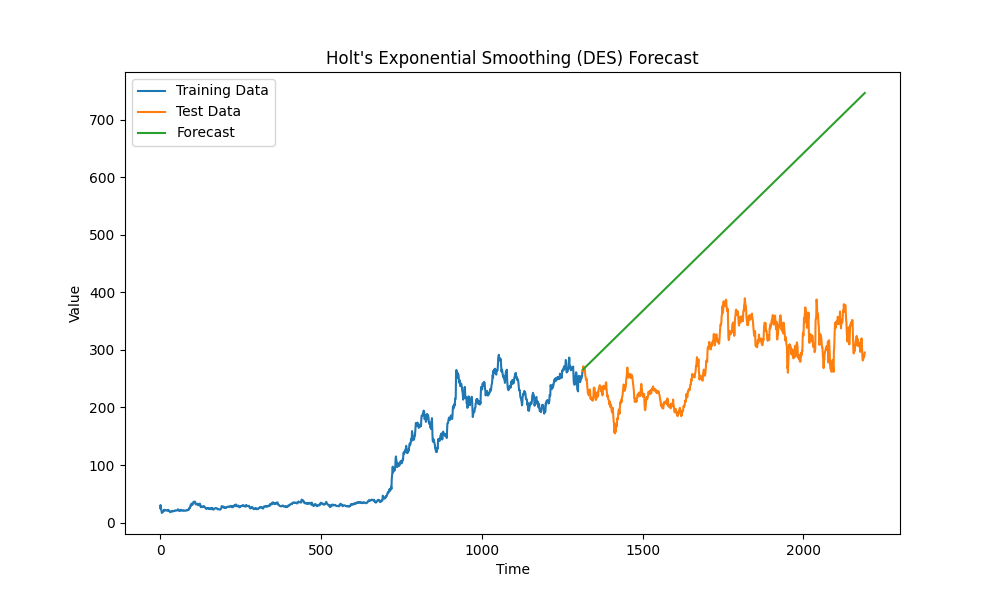 Holt's Exponential Smoothing (DES) Forecast
Training Data
Test Data
Forecast
700
600
500
400
300
200
100
0
Value
0 500 1000 1500 2000
Time